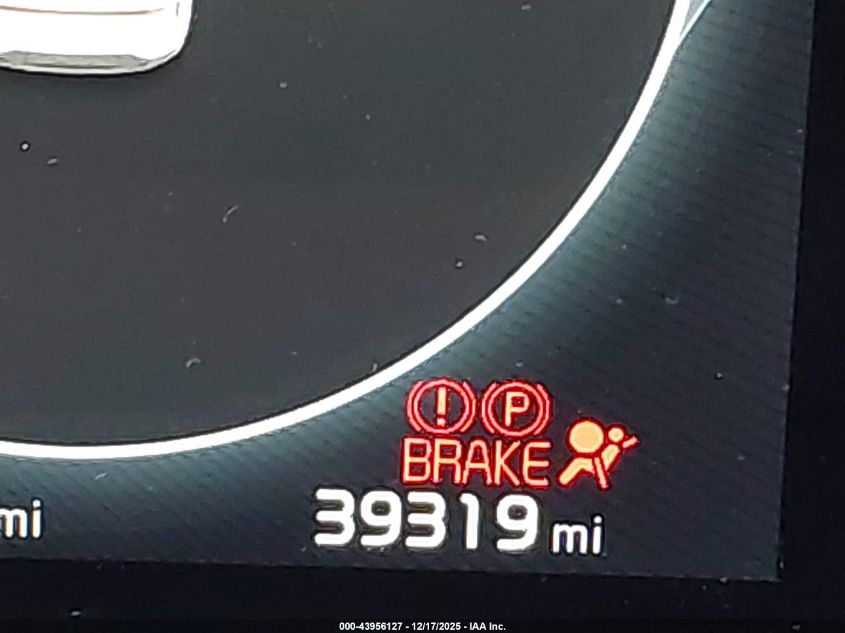 (!) (P)
BRAKE
mi
39319 mi
000-43956127 - 12/17/2025 - IAA Inc.